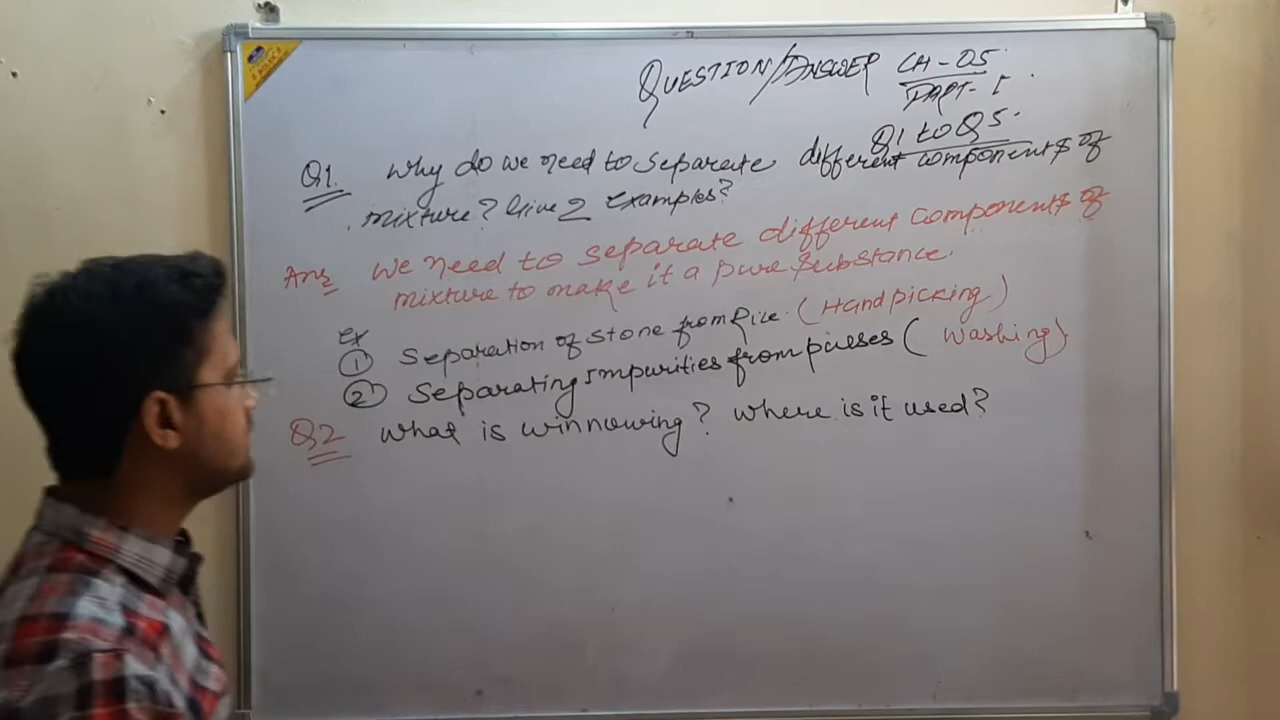 QUESTION/ANSWER CH-05
PART-I
Q1 to Q5.
Q1. Why do we need to separate different components of
mixture? Give 2 Examples?
Ans We need to separate different components of
mixture to make it a pure substance.
Ex
① Separation of stone from Rice. (Handpicking)
② Separating Impurities from pulses (Washing)
Q2 What is winnowing? Where is it used?